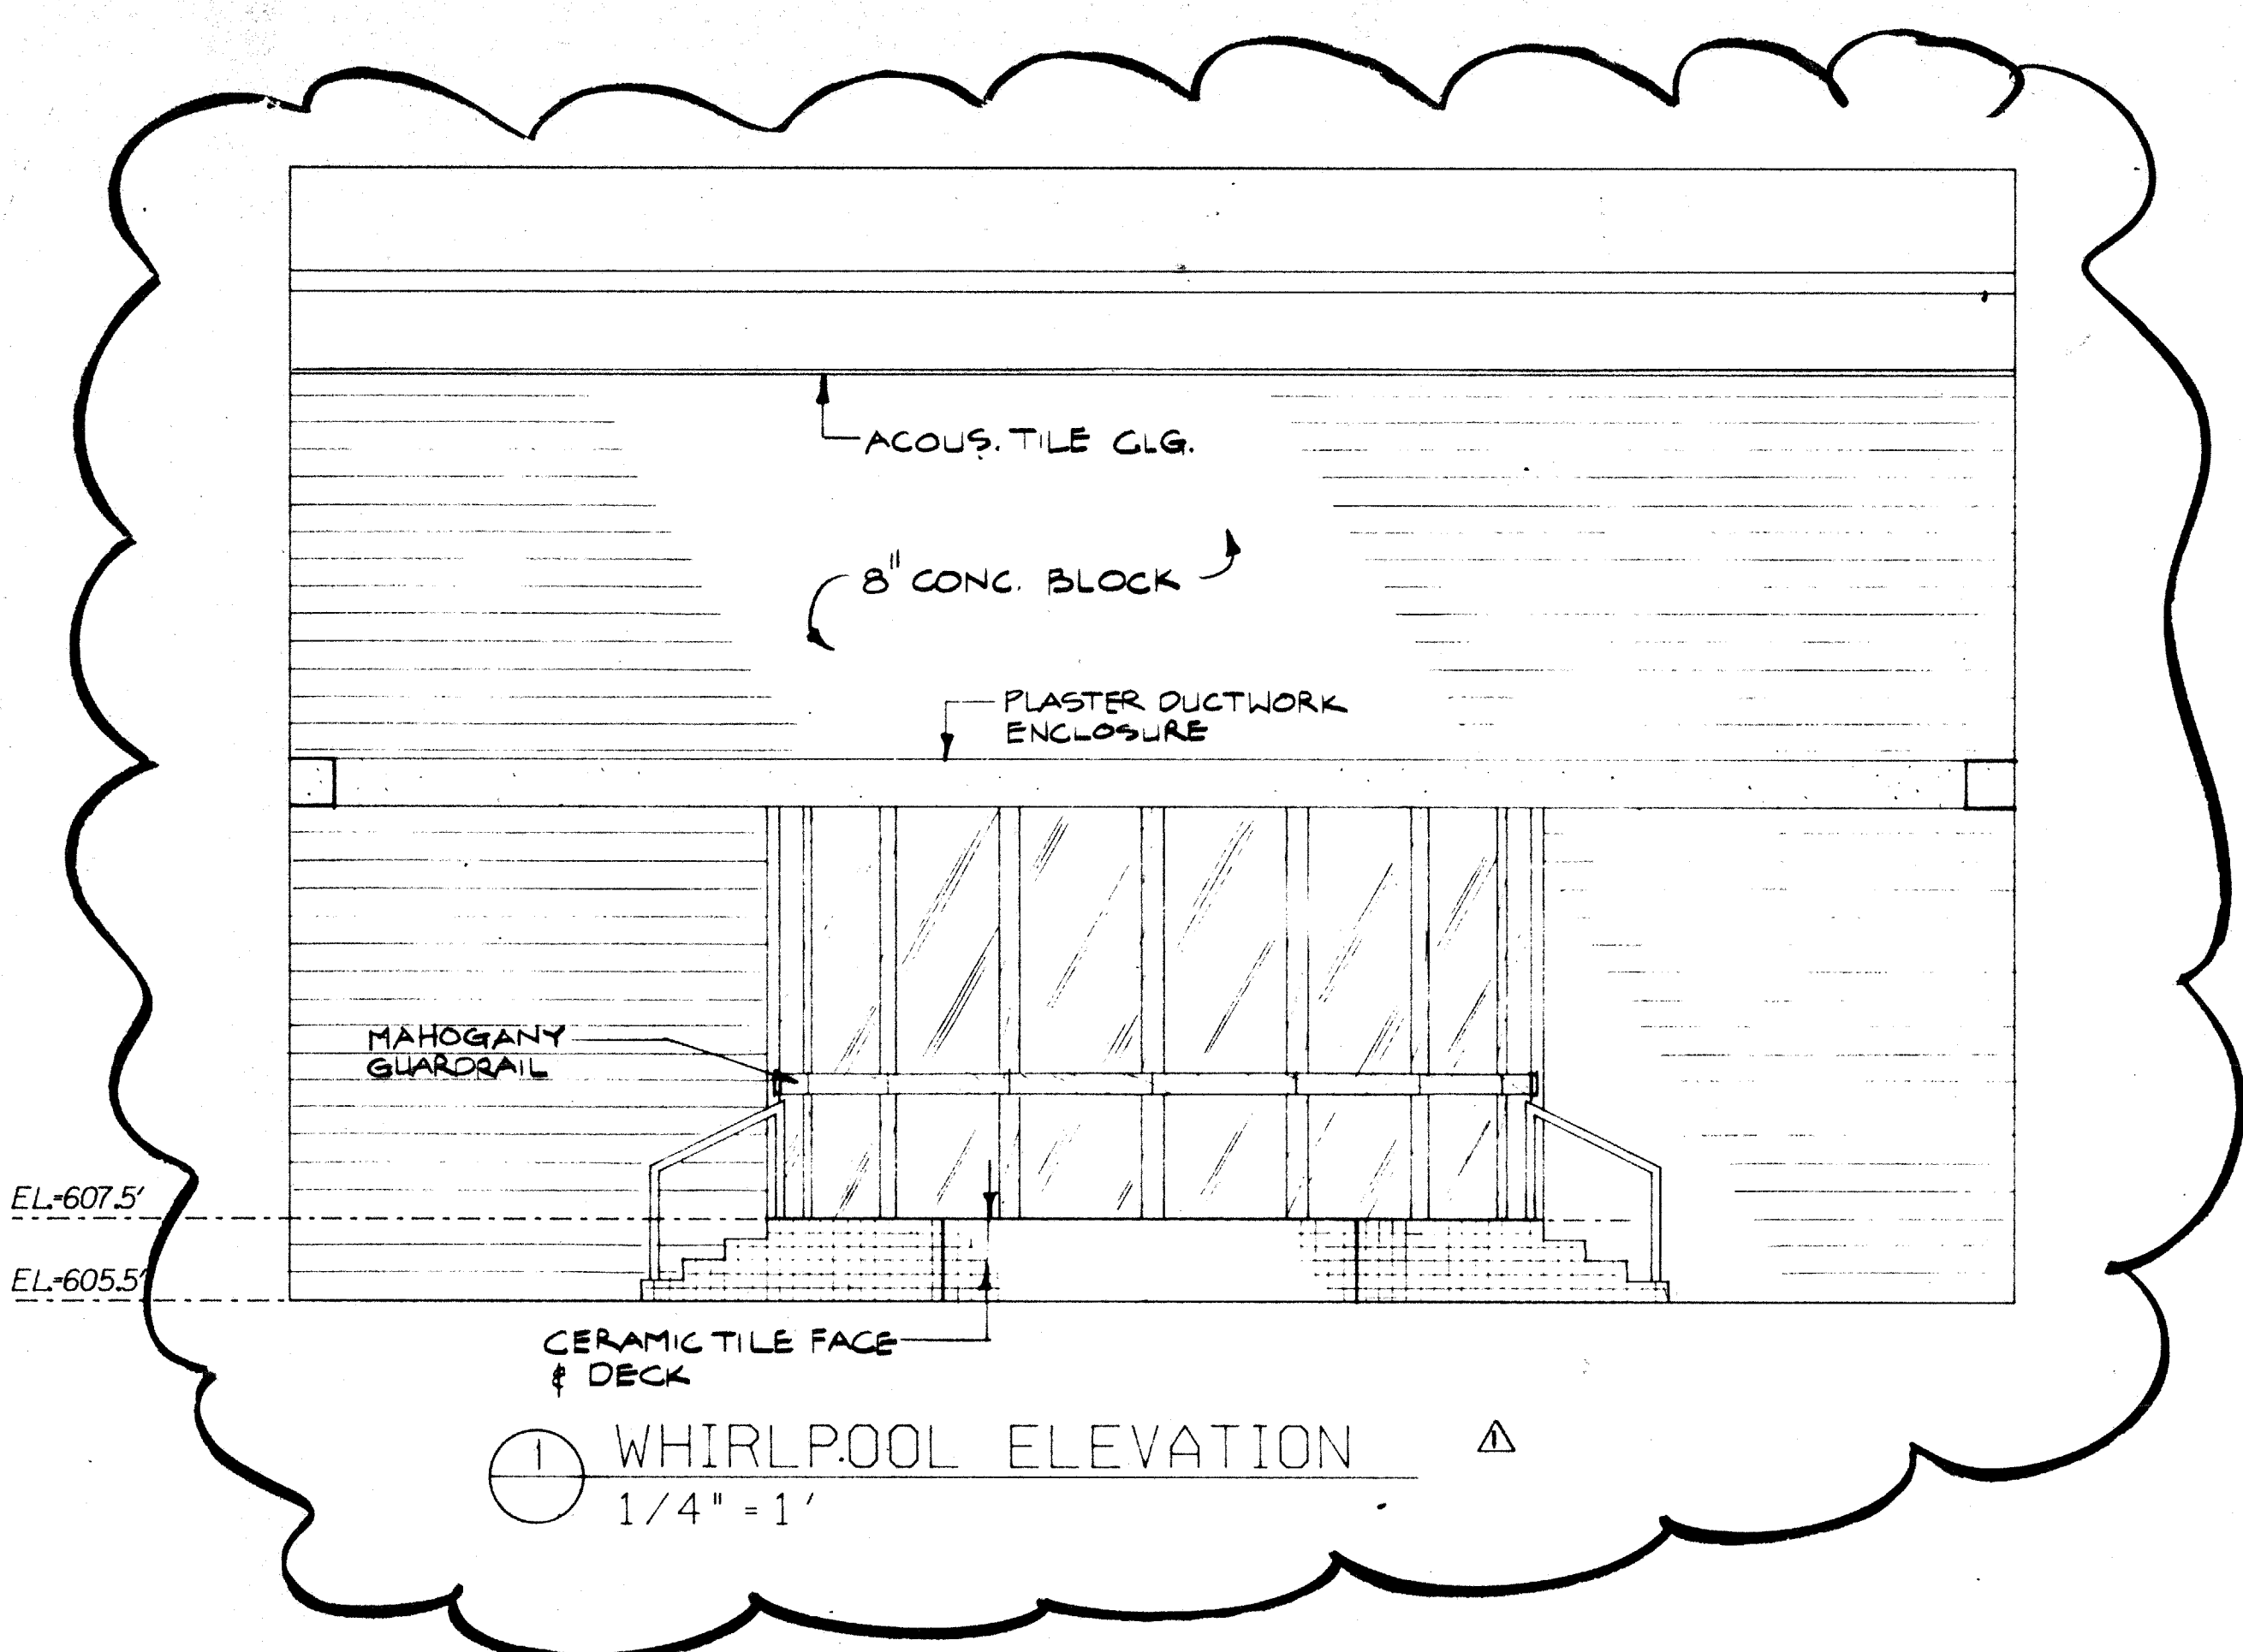 ACOUS. TILE CLG.
8" CONC. BLOCK
PLASTER DUCTWORK
ENCLOSURE
MAHOGANY
GUARDRAIL
EL.=607.5'
EL.=605.5'
CERAMIC TILE FACE
& DECK
1 WHIRLPOOL ELEVATION 1
1/4" = 1'